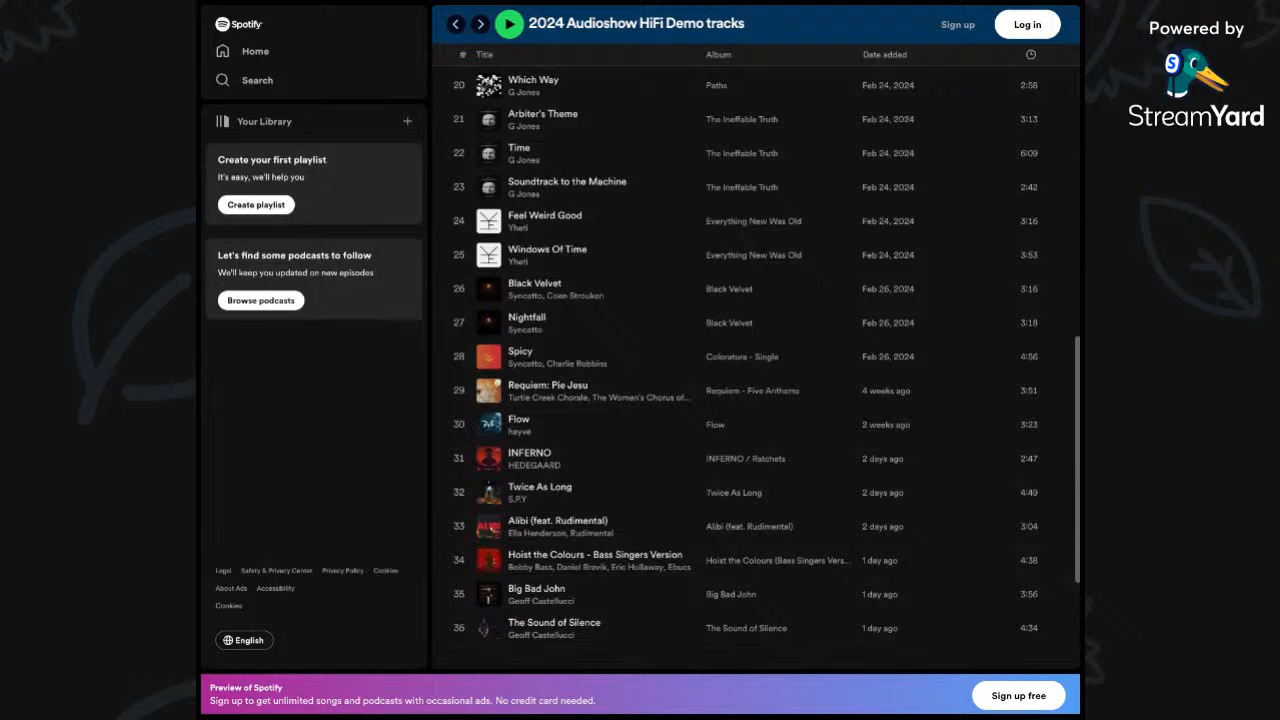 Spotify
Home
Search
Your Library
Create your first playlist
It's easy, we'll help you
Create playlist
Let's find some podcasts to follow
We'll keep you updated on new episodes
Browse podcasts
Legal Safety & Privacy Center Privacy Policy Cookies
About Ads Accessibility
Cookies
English
2024 Audioshow HiFi Demo tracks
Sign up Log in
# Title Album Date added
20 Which Way Paths Feb 24, 2024 2:58
G Jones
21 Arbiter's Theme The Ineffable Truth Feb 24, 2024 3:13
G Jones
22 Time The Ineffable Truth Feb 24, 2024 6:09
G Jones
23 Soundtrack to the Machine The Ineffable Truth Feb 24, 2024 2:42
G Jones
24 Feel Weird Good Everything New Was Old Feb 24, 2024 3:16
Yheti
25 Windows Of Time Everything New Was Old Feb 24, 2024 3:53
Yheti
26 Black Velvet Black Velvet Feb 26, 2024 3:16
Syncatto, Coen Strouken
27 Nightfall Black Velvet Feb 26, 2024 3:18
Syncatto
28 Spicy Coloratura - Single Feb 26, 2024 4:56
Syncatto, Charlie Robbins
29 Requiem: Pie Jesu Requiem - Five Anthems 4 weeks ago 3:51
Turtle Creek Chorale, The Women's Chorus of...
30 Flow Flow 2 weeks ago 3:23
hayve
31 INFERNO INFERNO / Ratchets 2 days ago 2:47
HEDEGAARD
32 Twice As Long Twice As Long 2 days ago 4:49
S.P.Y
33 Alibi (feat. Rudimental) Alibi (feat. Rudimental) 2 days ago 3:04
Ella Henderson, Rudimental
34 Hoist the Colours - Bass Singers Version Hoist the Colours (Bass Singers Vers... 1 day ago 4:38
Bobby Bass, Daniel Brevik, Eric Hollaway, Ebucs
35 Big Bad John Big Bad John 1 day ago 3:56
Geoff Castellucci
36 The Sound of Silence The Sound of Silence 1 day ago 4:34
Geoff Castellucci
Preview of Spotify
Sign up to get unlimited songs and podcasts with occasional ads. No credit card needed.
Sign up free
Powered by
StreamYard